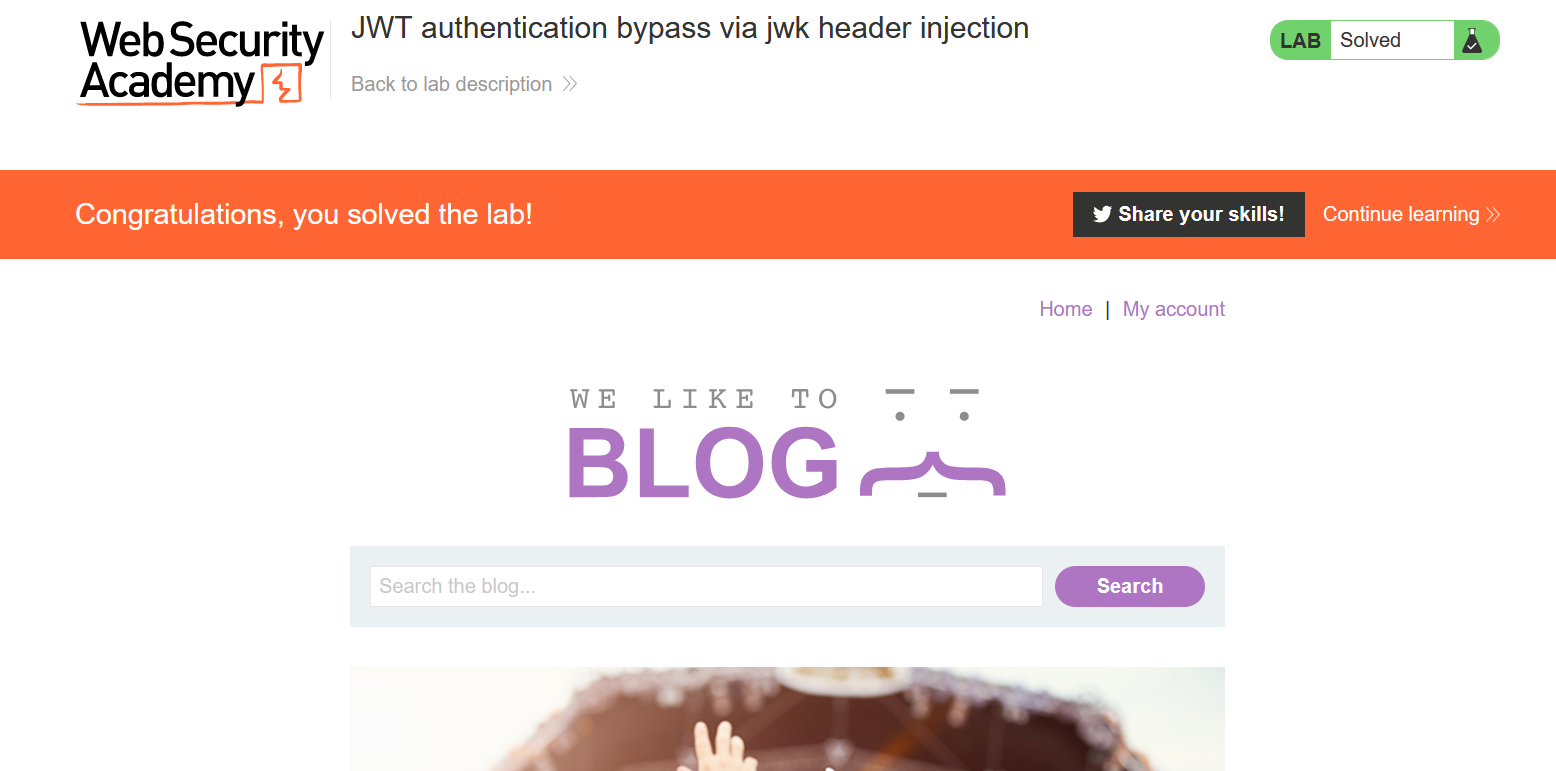 Web Security
Academy
JWT authentication bypass via jwk header injection
Back to lab description
LAB Solved
Congratulations, you solved the lab!
Share your skills!
Continue learning
Home | My account
WE LIKE TO
BLOG
Search the blog...
Search